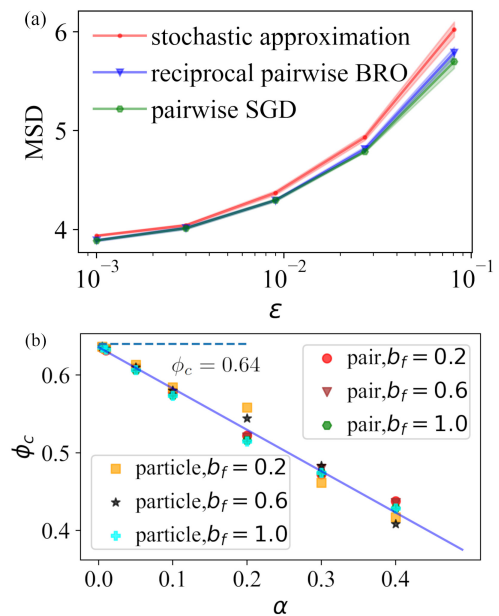 (a)
6
5
4
MSD
stochastic approximation
reciprocal pairwise BRO
pairwise SGD
10⁻³
10⁻²
10⁻¹
ε
(b)
0.6
0.5
0.4
ϕ_c
ϕ_c = 0.64
pair,b_f = 0.2
pair,b_f = 0.6
pair,b_f = 1.0
particle,b_f = 0.2
particle,b_f = 0.6
particle,b_f = 1.0
0.0
0.1
0.2
0.3
0.4
α